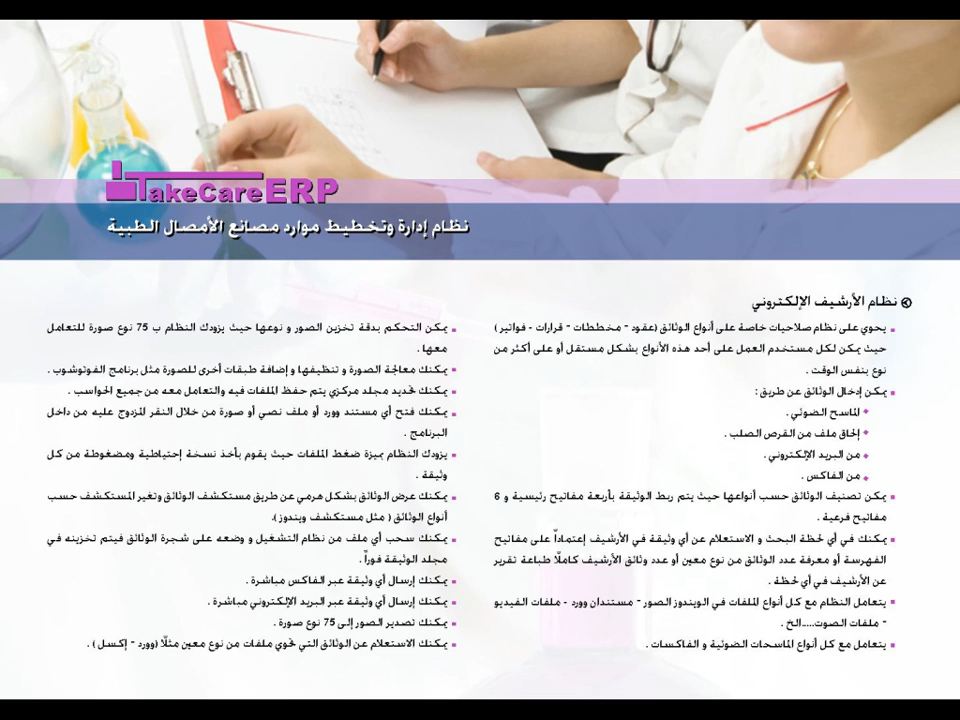 TakeCareERP
نظام إدارة وتخطيط موارد مصانع الأمصال الطبية
نظام الأرشيف الإلكتروني
يحوي على نظام صلاحيات خاصة على أنواع الوثائق (عقود - مخططات - قرارات - فواتير )
حيث يمكن لكل مستخدم العمل على أحد هذه الأنواع بشكل مستقل أو على أكثر من
نوع بنفس الوقت .
يمكن إدخال الوثائق عن طريق :
الماسح الضوئي .
إلحاق ملف من القرص الصلب .
من البريد الإلكتروني .
من الفاكس .
يمكن تصنيف الوثائق حسب أنواعها حيث يتم ربط الوثيقة بأربعة مفاتيح رئيسية و 6
مفاتيح فرعية .
يمكنك في أي لحظة البحث و الاستعلام عن أي وثيقة في الأرشيف إعتماداً على مفاتيح
الفهرسة أو معرفة عدد الوثائق من نوع معين أو عدد وثائق الأرشيف كاملًا طباعة تقرير
عن الأرشيف في أي لحظة .
يتعامل النظام مع كل أنواع الملفات في الويندوز الصور - مستندان وورد - ملفات الفيديو
- ملفات الصوت.....الخ .
يتعامل مع كل أنواع الماسحات الضوئية و الفاكسات .
يمكن التحكم بدقة تخزين الصور و نوعها حيث يزودك النظام ب 75 نوع صورة للتعامل
معها .
يمكنك معالجة الصورة و تنظيفها و إضافة طبقات أخرى للصورة مثل برنامج الفوتوشوب .
يمكنك تحديد مجلد مركزي يتم حفظ الملفات فيه والتعامل معه من جميع الحواسب .
يمكنك فتح أي مستند وورد أو ملف نصي أو صورة من خلال النقر المزدوج عليه من داخل
البرنامج .
يزودك النظام بميزة ضغط الملفات حيث يقوم بأخذ نسخة إحتياطية ومضغوطة من كل
وثيقة .
يمكنك عرض الوثائق بشكل هرمي عن طريق مستكشف الوثائق وتغير المستكشف حسب
أنواع الوثائق ( مثل مستكشف ويندوز ).
يمكنك سحب أي ملف من نظام التشغيل و وضعه على شجرة الوثائق فيتم تخزينه في
مجلد الوثيقة فوراً .
يمكنك إرسال أي وثيقة عبر الفاكس مباشرة .
يمكنك إرسال أي وثيقة عبر البريد الإلكتروني مباشرة .
يمكنك تصدير الصور إلى 75 نوع صورة .
يمكنك الاستعلام عن الوثائق التي تحوي ملفات من نوع معين مثلًا (وورد - إكسل ) .